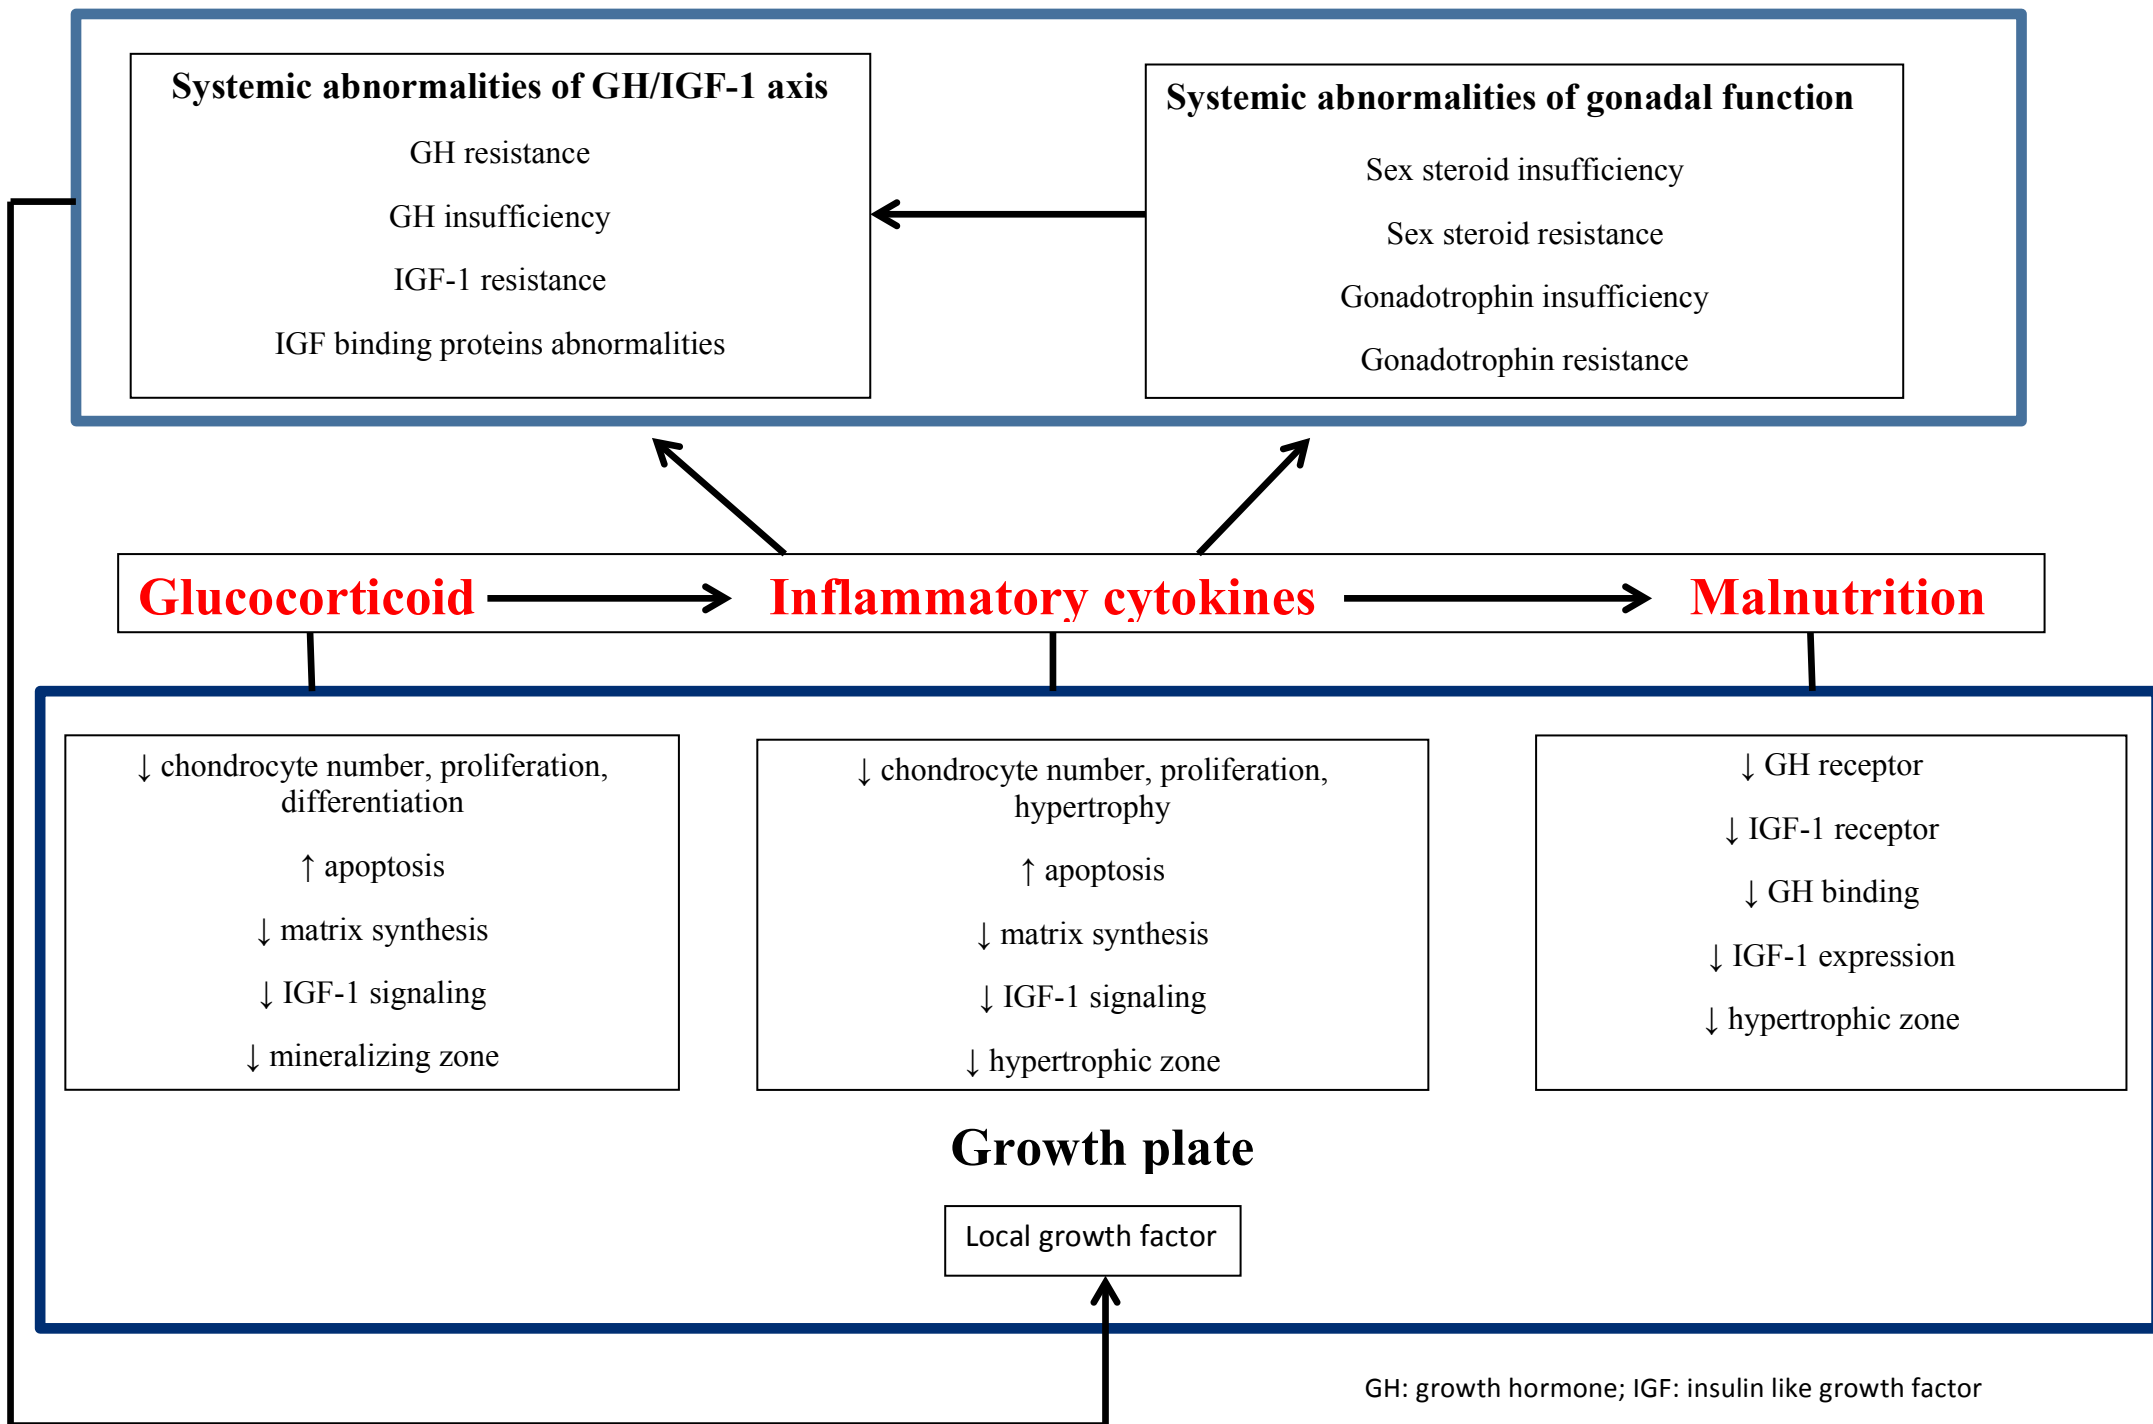 Systemic abnormalities of GH/IGF-1 axis
GH resistance
GH insufficiency
IGF-1 resistance
IGF binding proteins abnormalities
Systemic abnormalities of gonadal function
Sex steroid insufficiency
Sex steroid resistance
Gonadotrophin insufficiency
Gonadotrophin resistance
Glucocorticoid
Inflammatory cytokines
Malnutrition
↓ chondrocyte number, proliferation,
differentiation
↑ apoptosis
↓ matrix synthesis
↓ IGF-1 signaling
↓ mineralizing zone
↓ chondrocyte number, proliferation,
hypertrophy
↑ apoptosis
↓ matrix synthesis
↓ IGF-1 signaling
↓ hypertrophic zone
↓ GH receptor
↓ IGF-1 receptor
↓ GH binding
↓ IGF-1 expression
↓ hypertrophic zone
Growth plate
Local growth factor
GH: growth hormone; IGF: insulin like growth factor